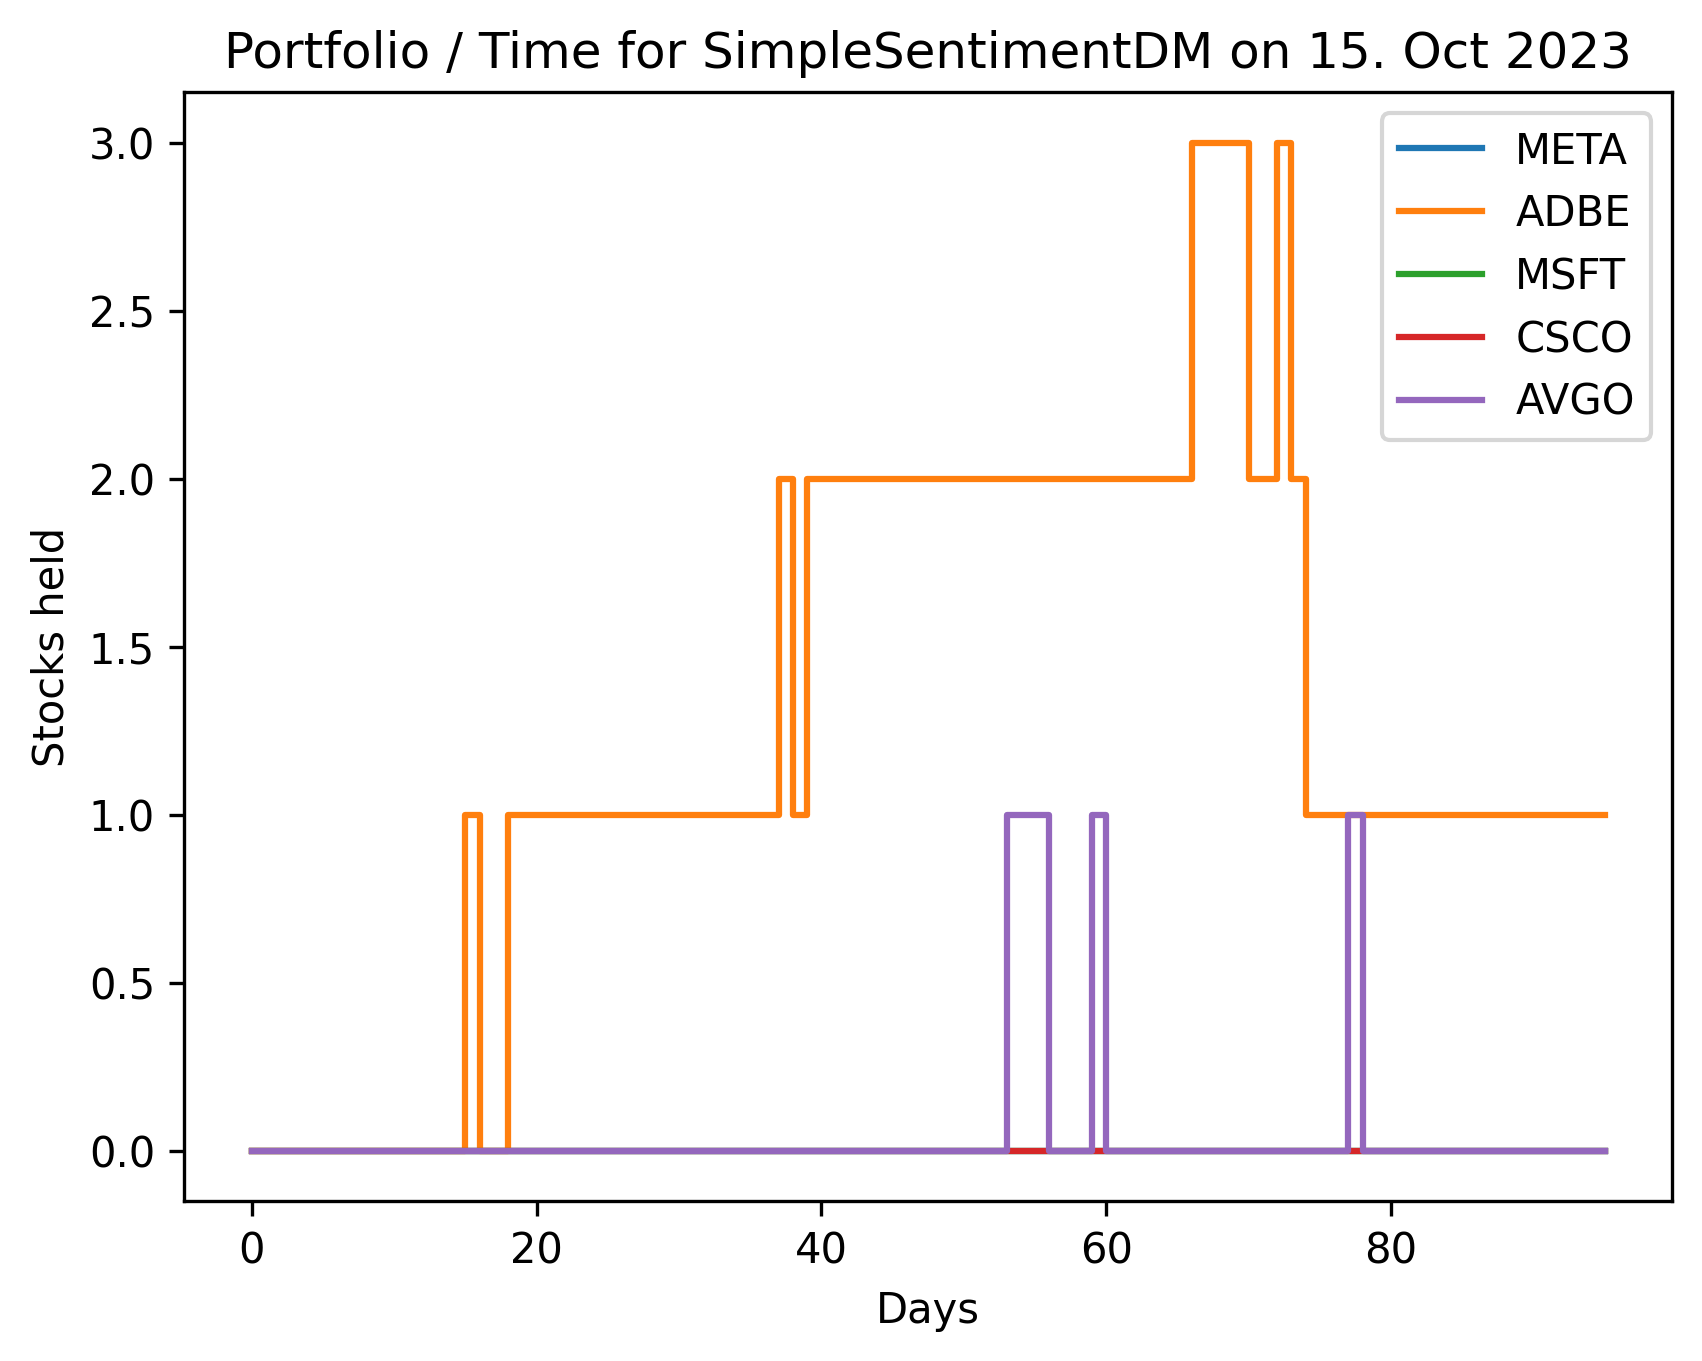 Portfolio / Time for SimpleSentimentDM on 15. Oct 2023
3.0
2.5
2.0
1.5
1.0
0.5
0.0
Stocks held
META
ADBE
MSFT
CSCO
AVGO
0 20 40 60 80
Days